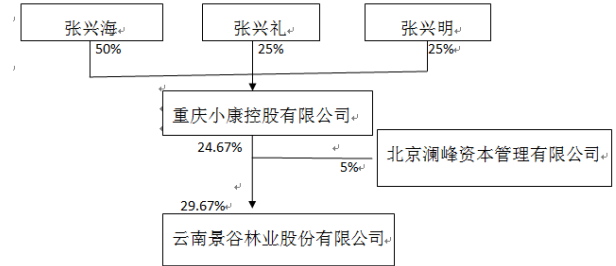 张兴海 张兴礼 张兴明
50% 25% 25%
重庆小康控股有限公司
24.67%
北京澜峰资本管理有限公司
5%
29.67%
云南景谷林业股份有限公司